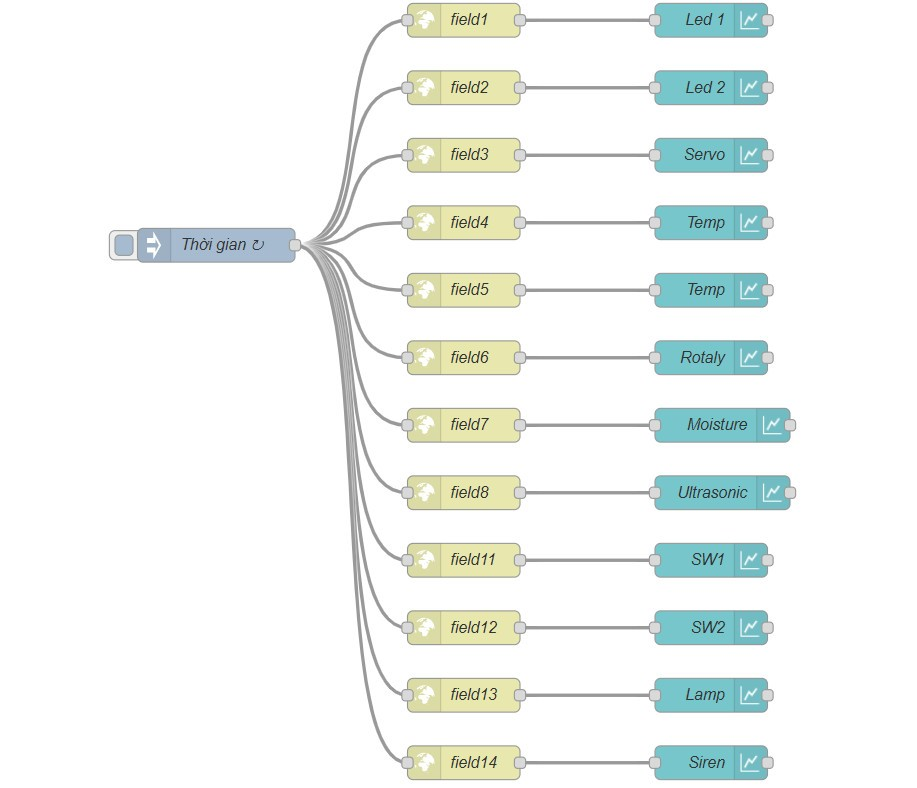 field1
Led 1
field2
Led 2
field3
Servo
field4
Temp
Thời gian ↻
field5
Temp
field6
Rotaly
field7
Moisture
field8
Ultrasonic
field11
SW1
field12
SW2
field13
Lamp
field14
Siren